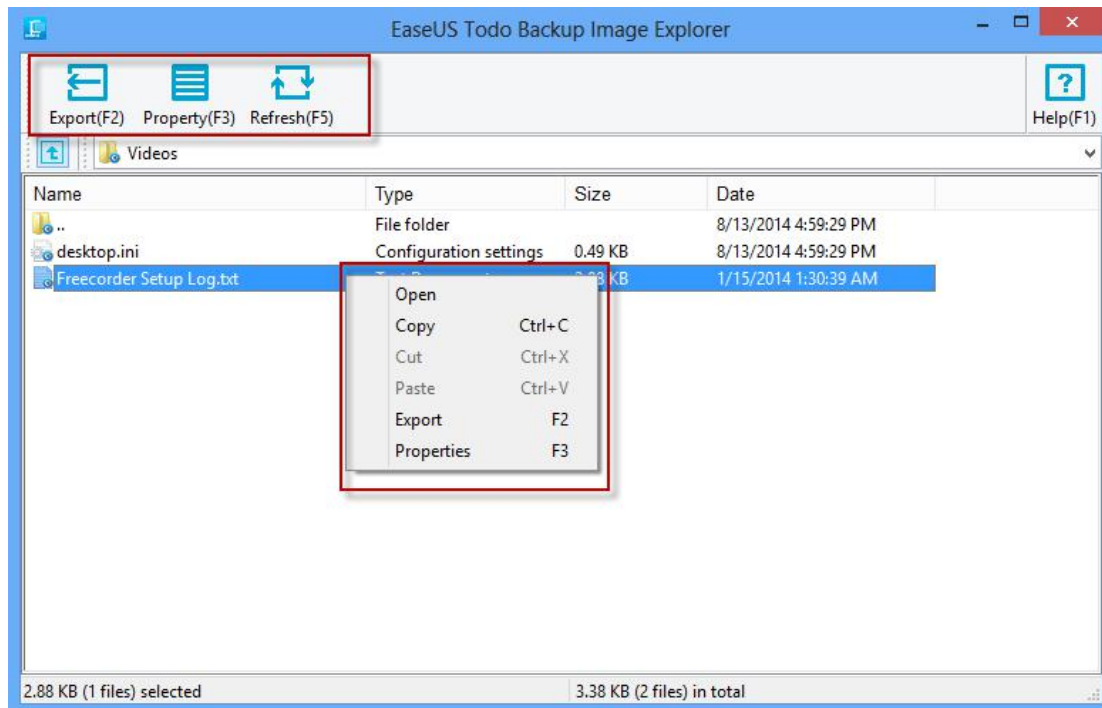 EaseUS Todo Backup Image Explorer
Export(F2) Property(F3) Refresh(F5) Help(F1)
Videos
Name Type Size Date
.. File folder 8/13/2014 4:59:29 PM
desktop.ini Configuration settings 0.49 KB 8/13/2014 4:59:29 PM
Freecorder Setup Log.txt KB 1/15/2014 1:30:39 AM
Open
Copy Ctrl+C
Cut Ctrl+X
Paste Ctrl+V
Export F2
Properties F3
2.88 KB (1 files) selected 3.38 KB (2 files) in total